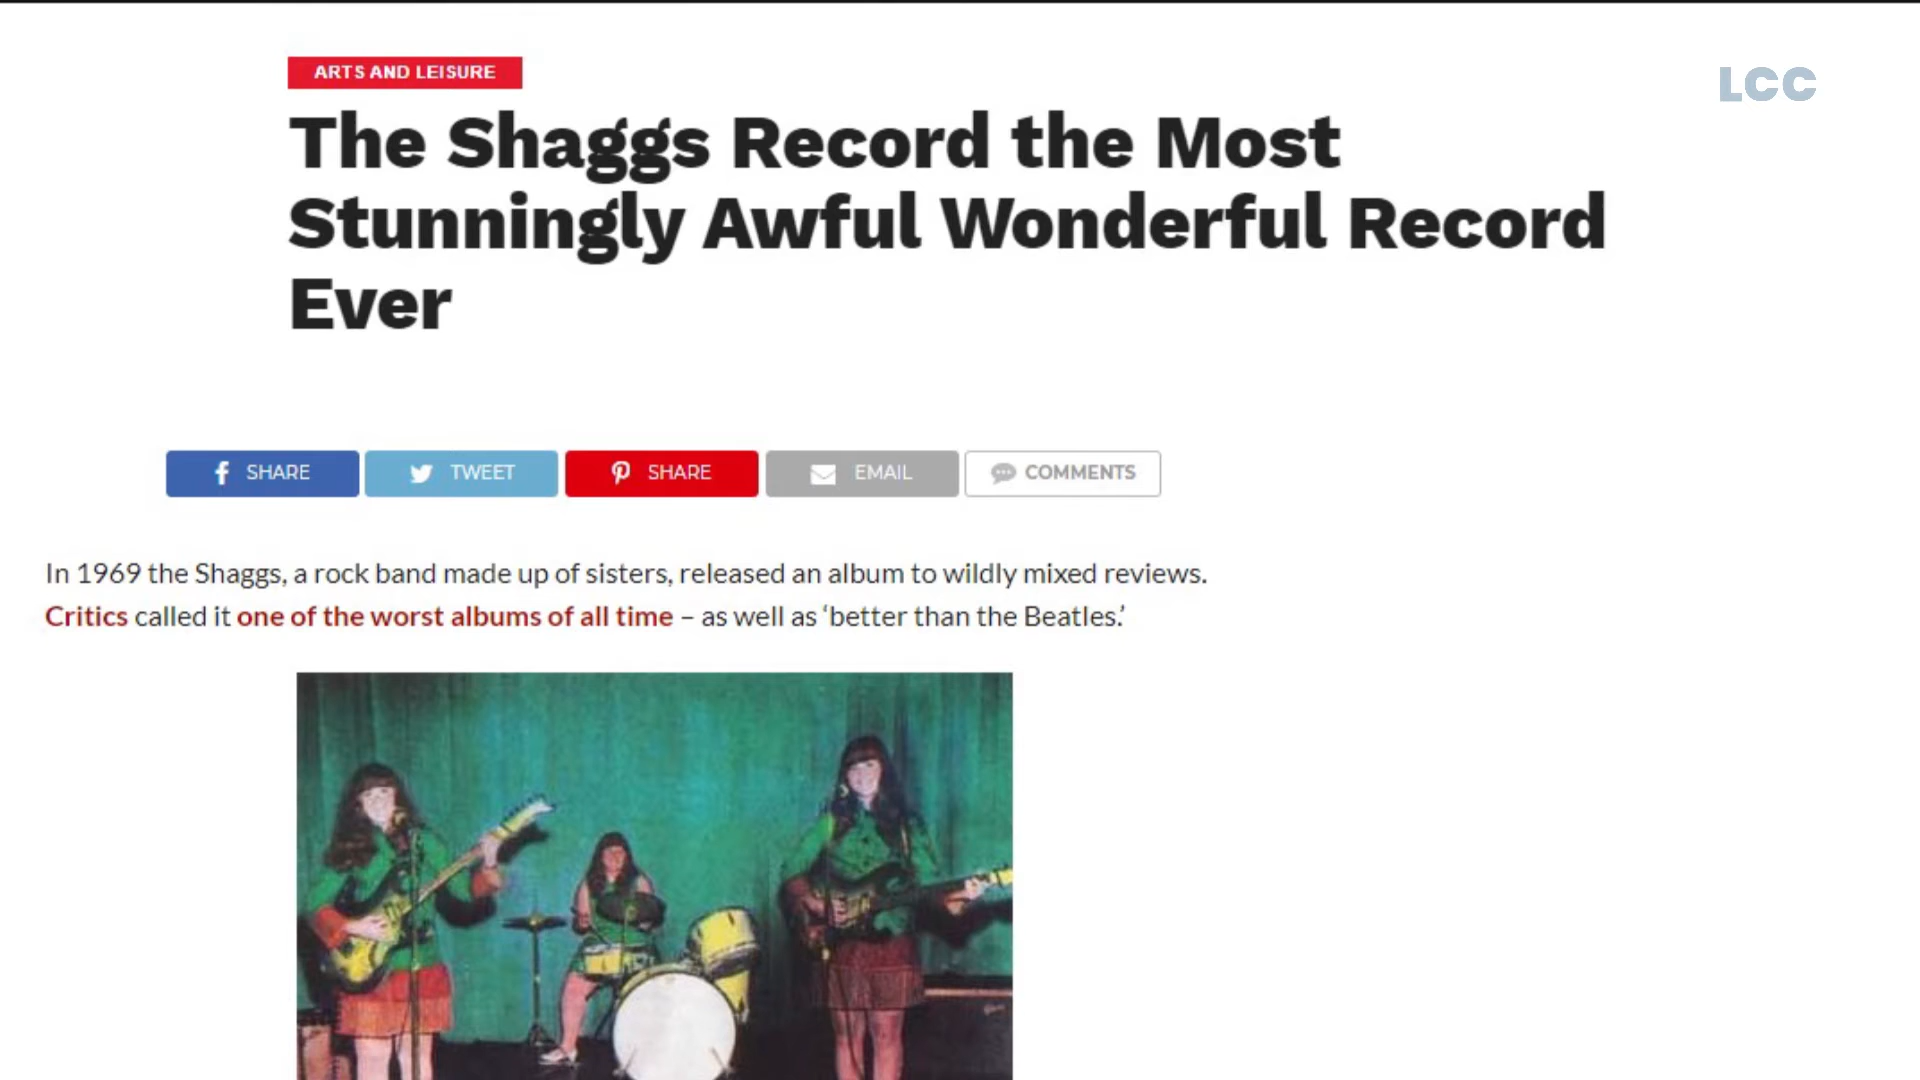 ARTS AND LEISURE
LCC
The Shaggs Record the Most
Stunningly Awful Wonderful Record
Ever
SHARE
TWEET
SHARE
EMAIL
COMMENTS
In 1969 the Shaggs, a rock band made up of sisters, released an album to wildly mixed reviews.
Critics called it one of the worst albums of all time – as well as ‘better than the Beatles.’